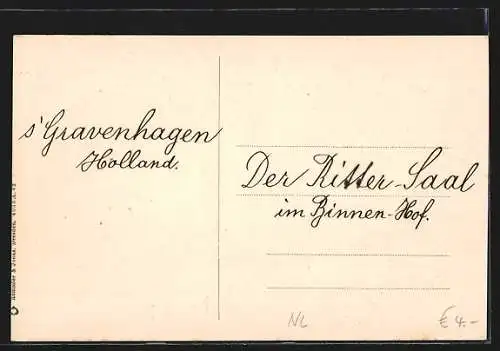 s'Gravenhagen
Holland.
Der Ritter-Saal
im Binnen-Hof.
NL
€ 4.-